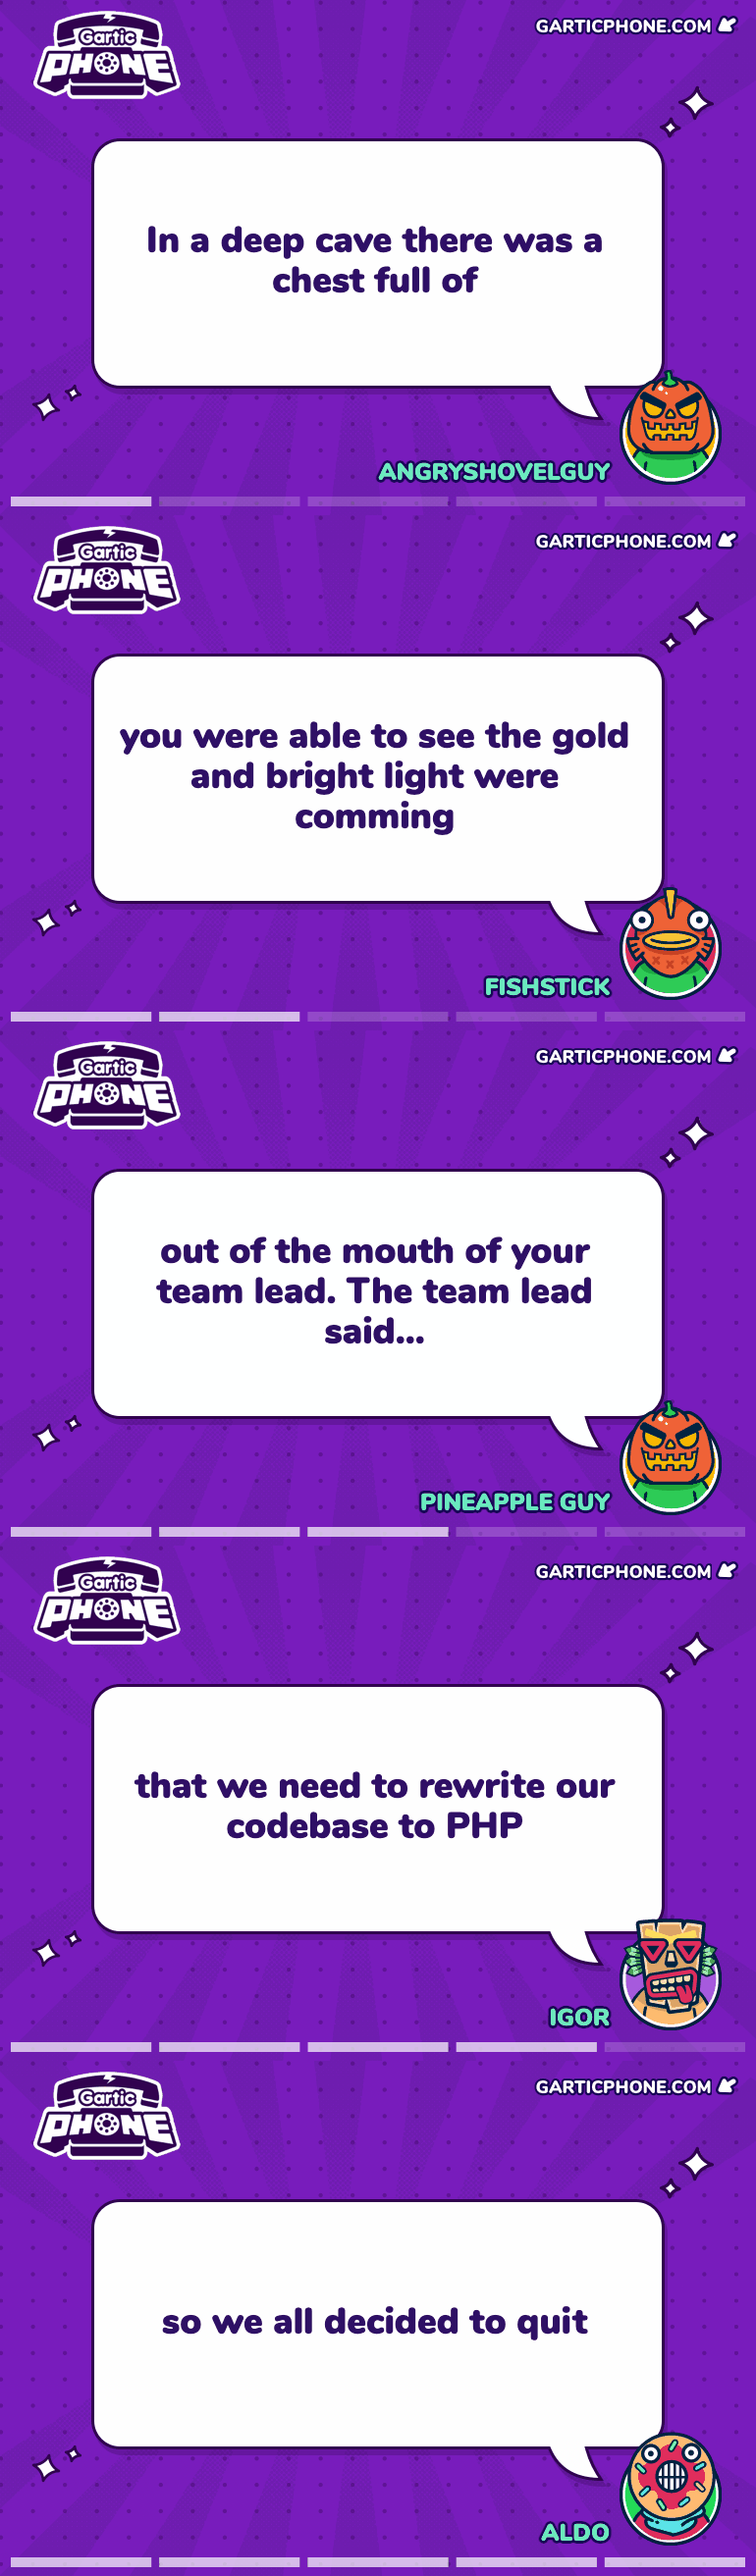 Gartic
PHONE
GARTICPHONE.COM
In a deep cave there was a
chest full of
ANGRYSHOVELGUY
Gartic
PHONE
GARTICPHONE.COM
you were able to see the gold
and bright light were
comming
FISHSTICK
Gartic
PHONE
GARTICPHONE.COM
out of the mouth of your
team lead. The team lead
said...
PINEAPPLE GUY
Gartic
PHONE
GARTICPHONE.COM
that we need to rewrite our
codebase to PHP
IGOR
Gartic
PHONE
GARTICPHONE.COM
so we all decided to quit
ALDO